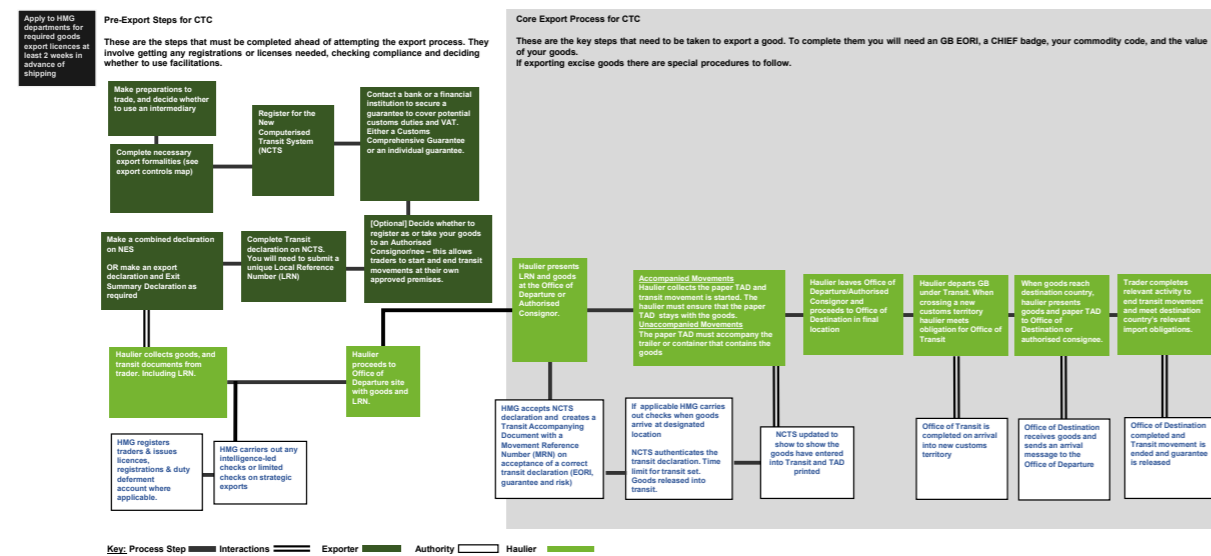 Apply to HMG
departments for
required goods
export licences at
least 2 weeks in
advance of
shipping
Pre-Export Steps for CTC
These are the steps that must be completed ahead of attempting the export process. They
involve getting any registrations or licenses needed, checking compliance and deciding
whether to use facilitations.
Core Export Process for CTC
These are the key steps that need to be taken to export a good. To complete them you will need an GB EORI, a CHIEF badge, your commodity code, and the value
of your goods.
If exporting excise goods there are special procedures to follow.
Make preparations to
trade, and decide whether
to use an intermediary
Complete necessary
export formalities (see
export controls map)
Register for the
New
Computerised
Transit System
(NCTS
Contact a bank or a financial
institution to secure a
guarantee to cover potential
customs duties and VAT.
Either a Customs
Comprehensive Guarantee
or an individual guarantee.
[Optional] Decide whether to
register as or take your goods
to an Authorised
Consignor/nee – this allows
traders to start and end transit
movements at their own
approved premises.
Complete Transit
declaration on NCTS.
You will need to submit a
unique Local Reference
Number (LRN)
Make a combined declaration
on NES
OR make an export
declaration and Exit
Summary Declaration as
required
Haulier collects goods, and
transit documents from
trader. Including LRN.
Haulier
proceeds to
Office of
Departure site
with goods and
LRN.
HMG registers
traders & issues
licences,
registrations & duty
deferment
account where
applicable.
HMG carriers out any
intelligence-led
checks or limited
checks on strategic
exports
Haulier presents
LRN and goods
at the Office of
Departure or
Authorised
Consignor.
Accompanied Movements
Haulier collects the paper TAD and
transit movement is started. The
haulier must ensure that the paper
TAD stays with the goods.
Unaccompanied Movements
The paper TAD must accompany the
trailer or container that contains the
goods
Haulier leaves Office of
Departure/Authorised
Consignor and
proceeds to Office of
Destination in final
location
Haulier departs GB
under Transit. When
crossing a new
customs territory
haulier meets
obligation for Office of
Transit
When goods reach
destination country,
haulier presents
goods and paper TAD
to Office of
Destination or
authorised consignee.
Trader completes
relevant activity to
end transit movement
and meet destination
country's relevant
import obligations.
HMG accepts NCTS
declaration and creates a
Transit Accompanying
Document with a
Movement Reference
Number (MRN) on
acceptance of a correct
transit declaration (EORI,
guarantee and risk)
If applicable HMG carries
out checks when goods
arrive at designated
location
NCTS authenticates the
transit declaration. Time
limit for transit set.
Goods released into
transit.
NCTS updated to
show to show the
goods have entered
into Transit and TAD
printed
Office of Transit is
completed on arrival
into new customs
territory
Office of Destination
receives goods and
sends an arrival
message to the
Office of Departure
Office of Destination
completed and
Transit movement is
ended and guarantee
is released
Key: Process Step Interactions Exporter Authority Haulier